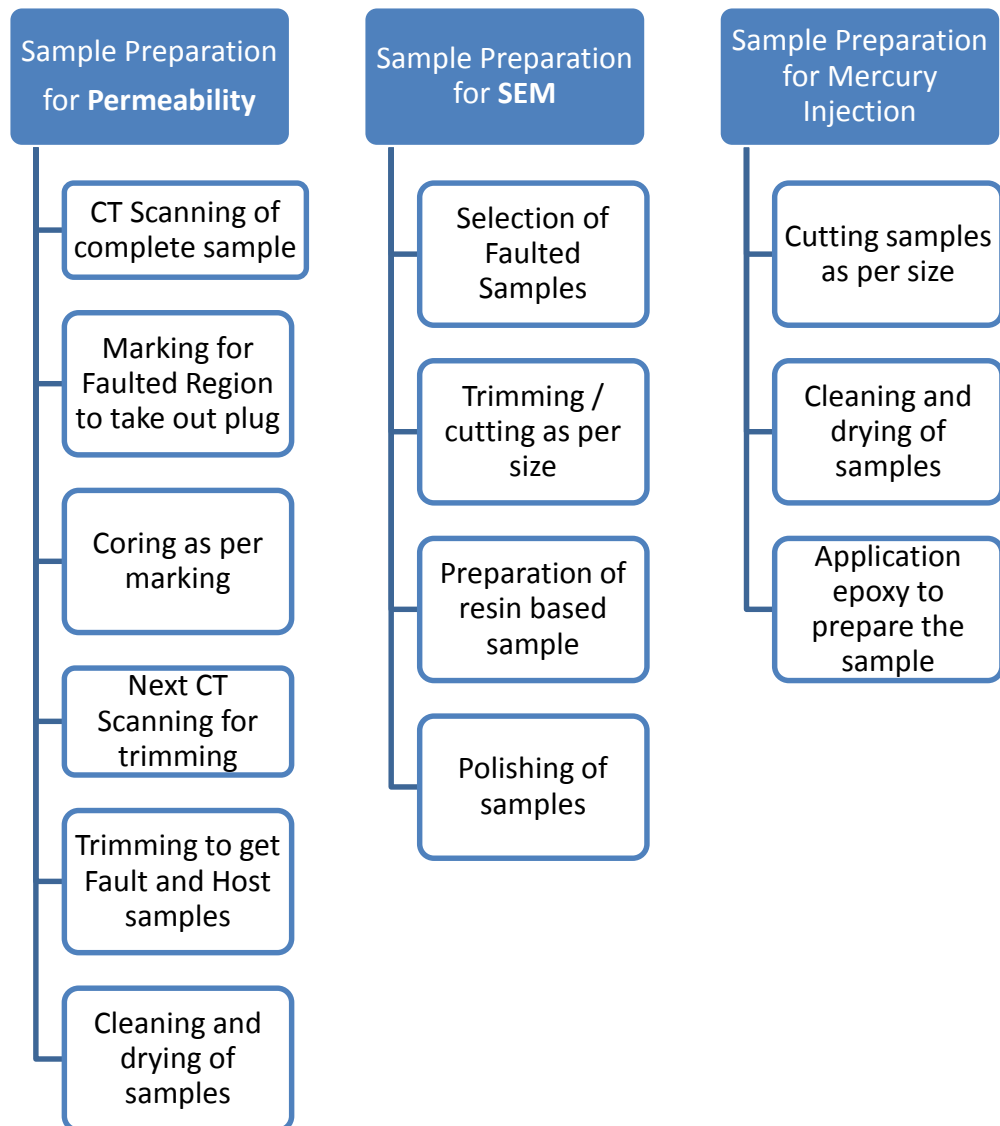 Sample Preparation
for Permeability
CT Scanning of
complete sample
Marking for
Faulted Region
to take out plug
Coring as per
marking
Next CT
Scanning for
trimming
Trimming to get
Fault and Host
samples
Cleaning and
drying of
samples
Sample Preparation
for SEM
Selection of
Faulted
Samples
Trimming /
cutting as per
size
Preparation of
resin based
sample
Polishing of
samples
Sample Preparation
for Mercury
Injection
Cutting samples
as per size
Cleaning and
drying of
samples
Application
epoxy to
prepare the
sample